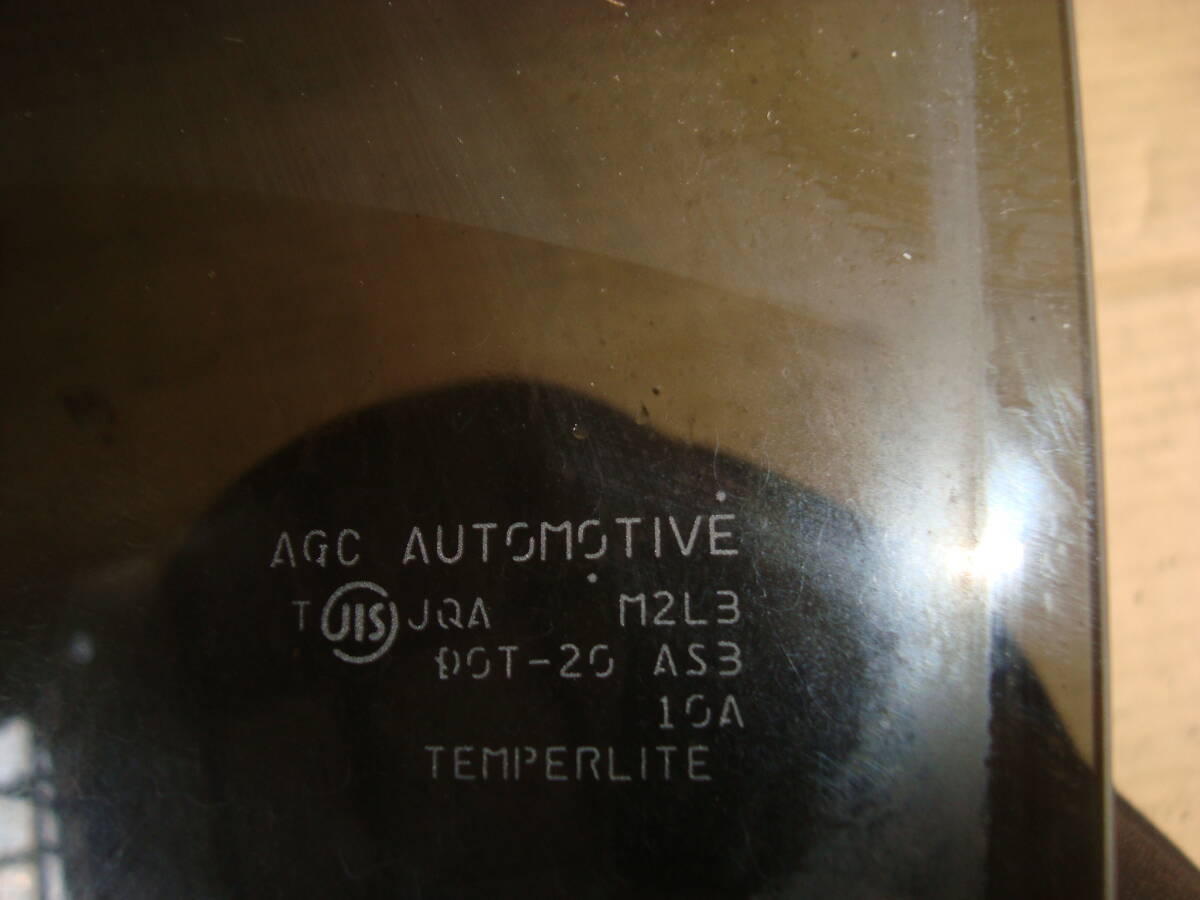 AGC AUTOMOTIVE
T JIS JQA M2L3
DOT-20 AS3
10A
TEMPERLITE